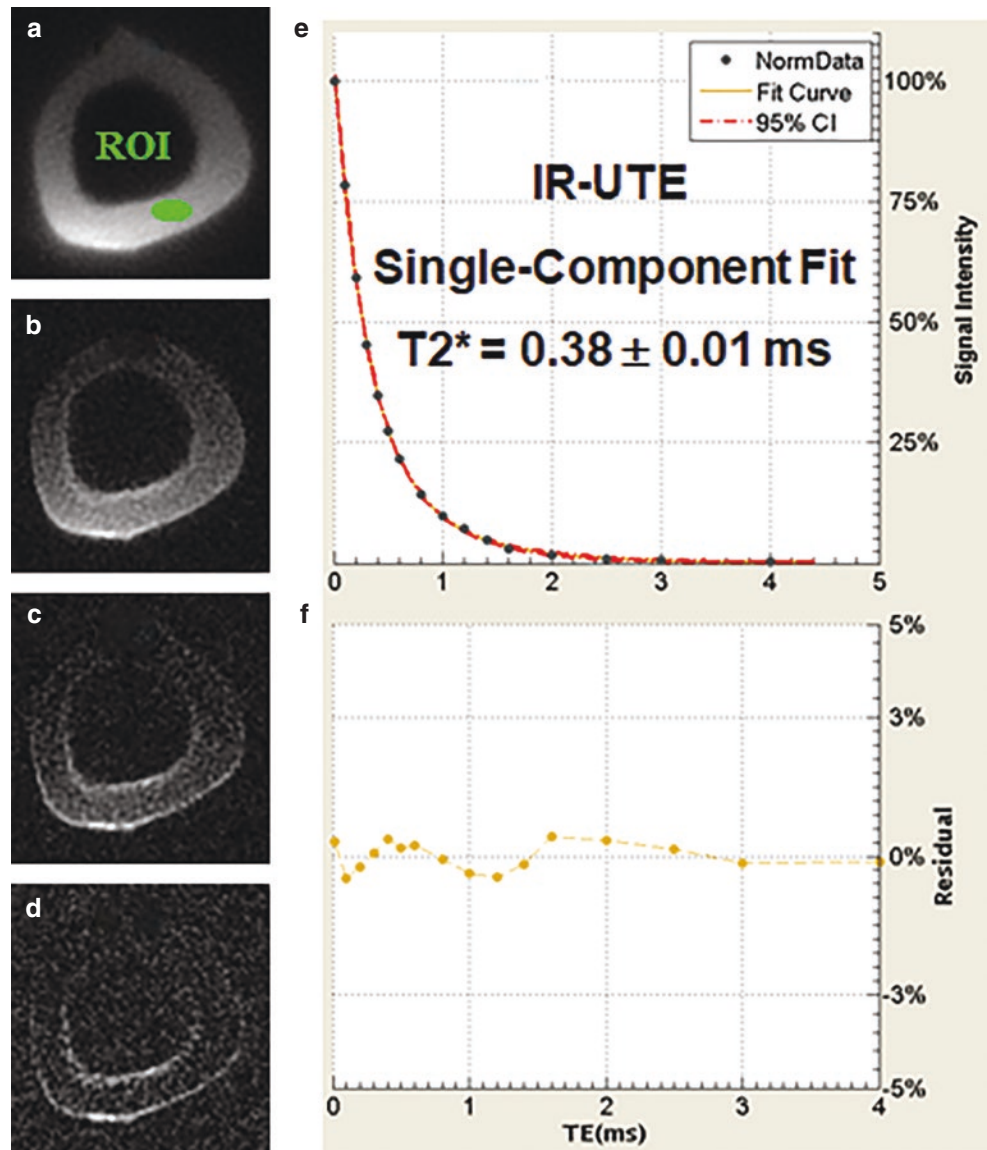 a
ROI
b
c
d
e
NormData
Fit Curve
95% CI
IR-UTE
Single-Component Fit
T2* = 0.38 ± 0.01 ms
100%
75%
50%
25%
Signal Intensity
0 1 2 3 4 5
f
5%
3%
0%
-3%
-5%
Residual
0 1 2 3 4
TE(ms)